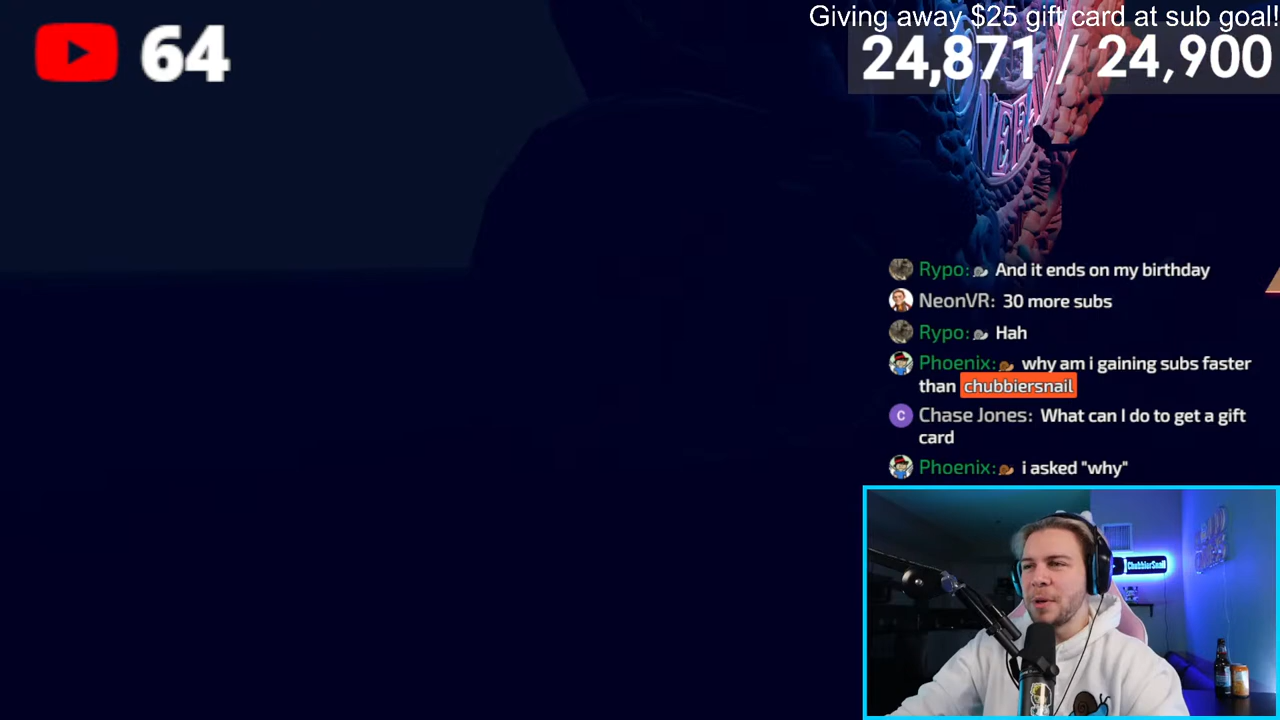 Giving away $25 gift card at sub goal!
64
24,871 / 24,900
NEFA
Rypo: And it ends on my birthday
NeonVR: 30 more subs
Rypo: Hah
Phoenix: why am i gaining subs faster
than chubbiersnail
C Chase Jones: What can I do to get a gift
card
Phoenix: i asked "why"
ChubbierSnail